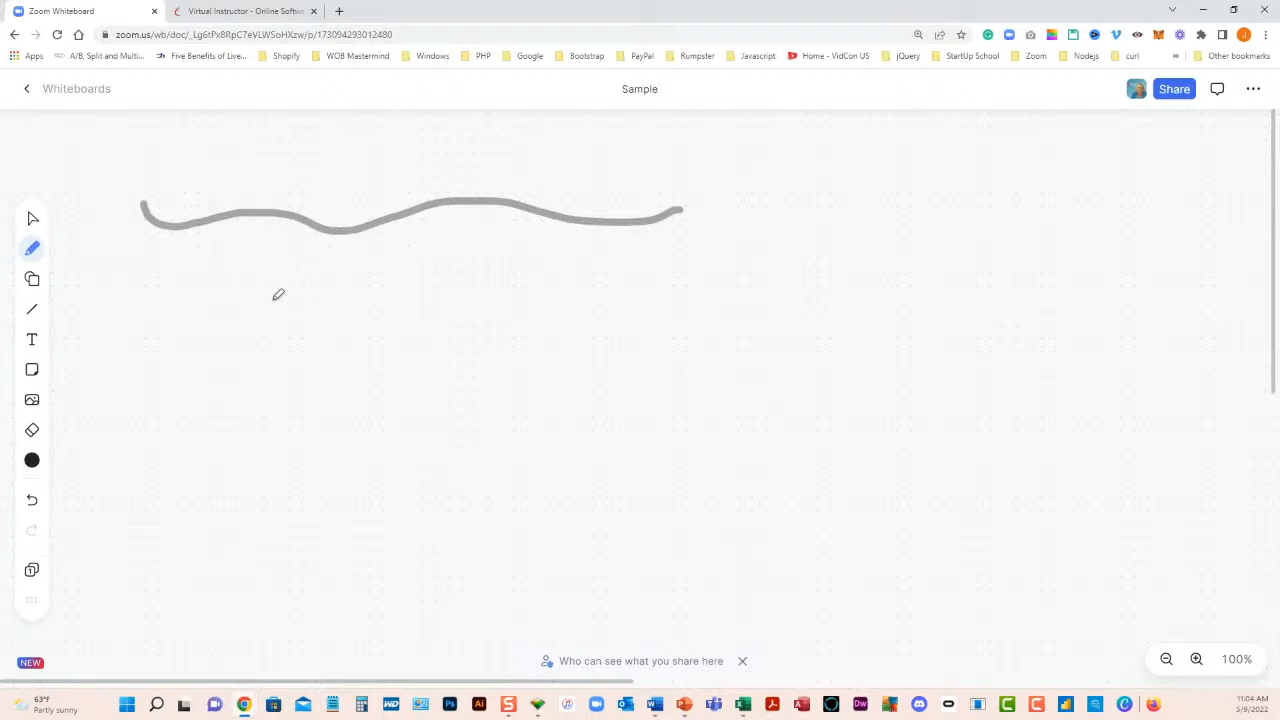 Zoom Whiteboard
Virtual Instructor - Online Softwa
zoom.us/wb/doc/_Lg6tPx8RpC7eVLWSoHXzw/p/173094293012480
Apps A/B, Split and Multi... Five Benefits of Lire... Shopify WOB Mastermind Windows PHP Google Bootstrap PayPal Rumpster Javascript Home - VidCon US jQuery StartUp School Zoom Nodejs curl » Other bookmarks
Whiteboards
Sample
Share
NEW
Who can see what you share here
100%
63°F
Partly sunny
11:04 AM
5/9/2022